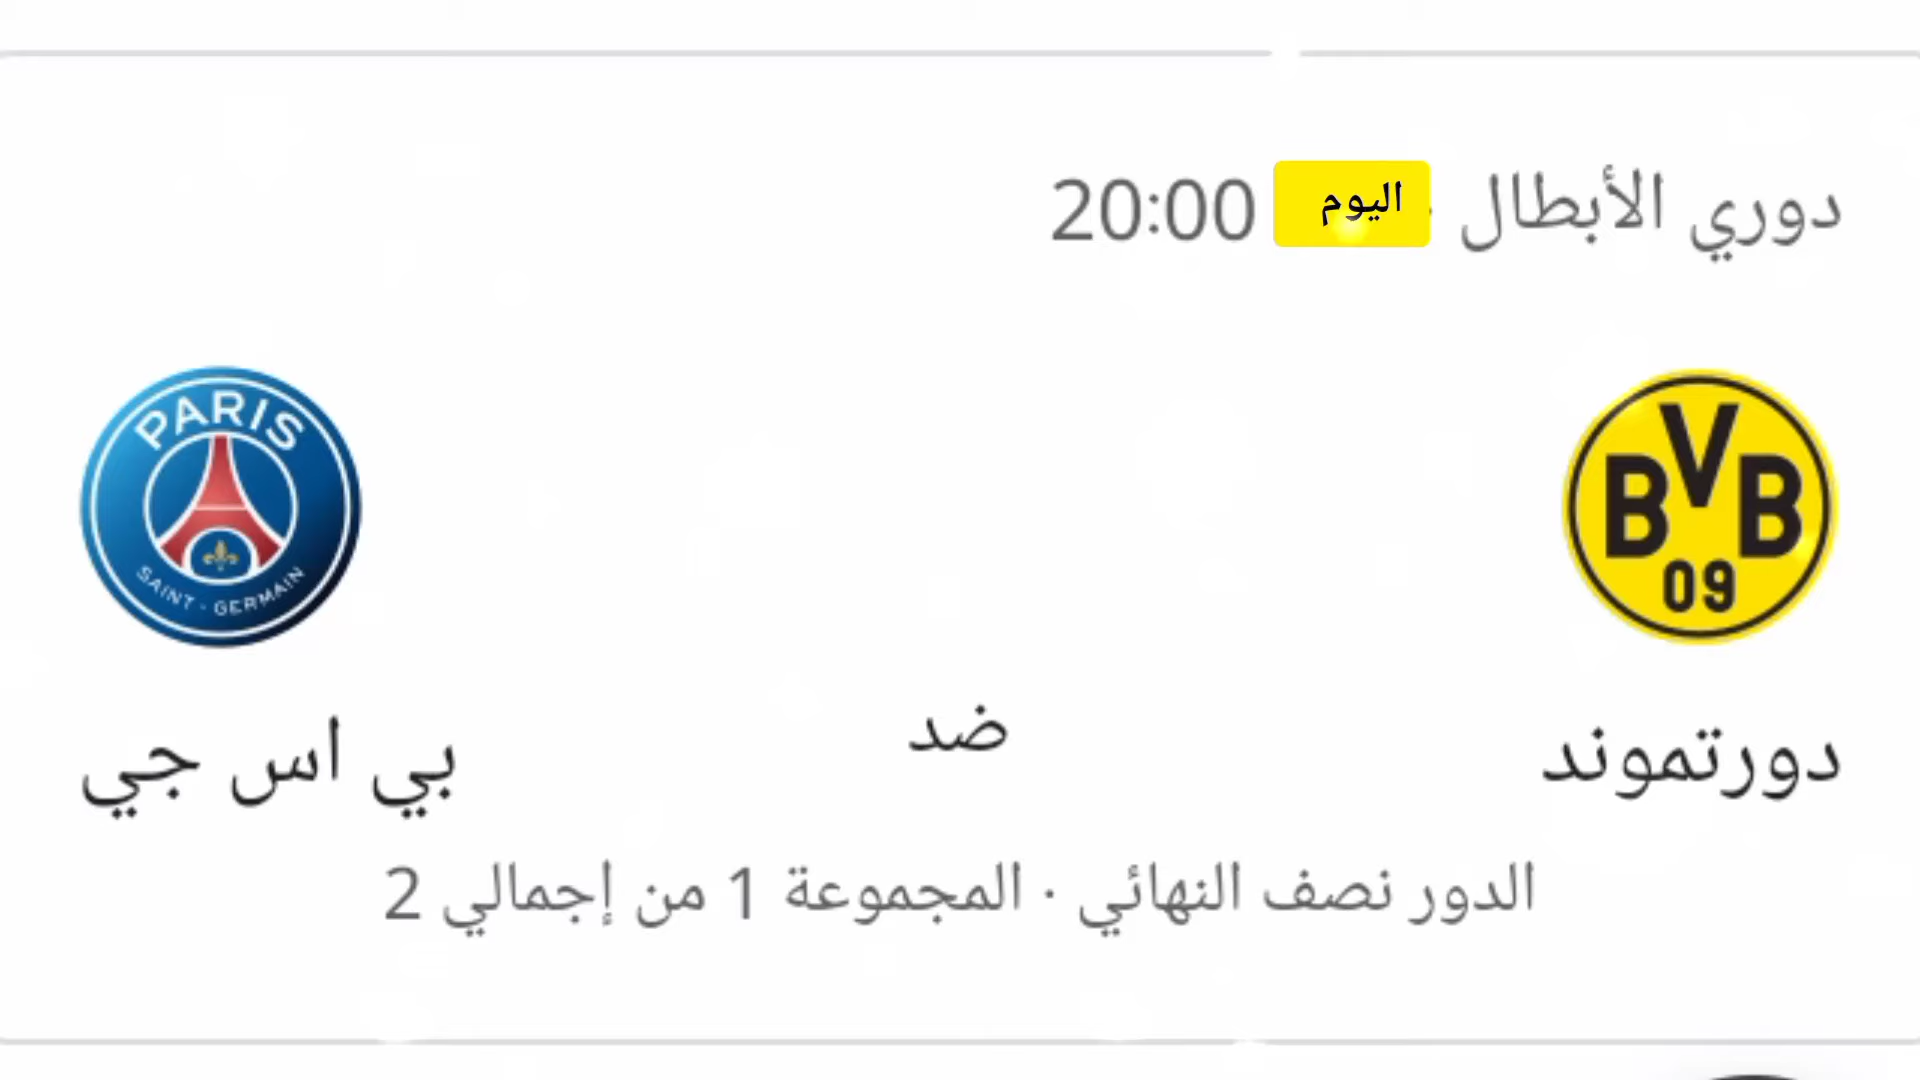 دوري الأبطال · اليوم 20:00
PARIS
SAINT - GERMAIN
BVB
09
دورتموند
ضد
بي اس جي
الدور نصف النهائي · المجموعة 1 من إجمالي 2